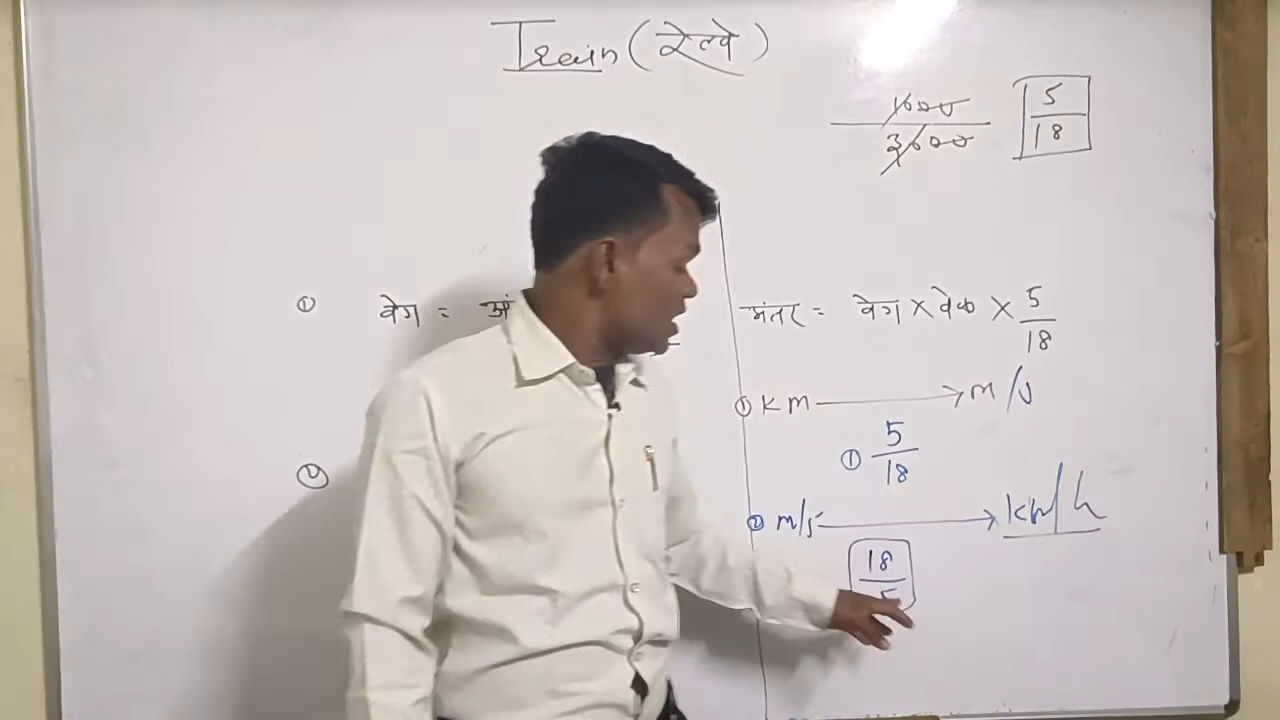 Train (रेल्वे)
1000
3600
5
18
① वेग = अं
अंतर = वेग × वेळ × 5
18
① km → m/s
① 5
18
②
② m/s → km/h
18
5